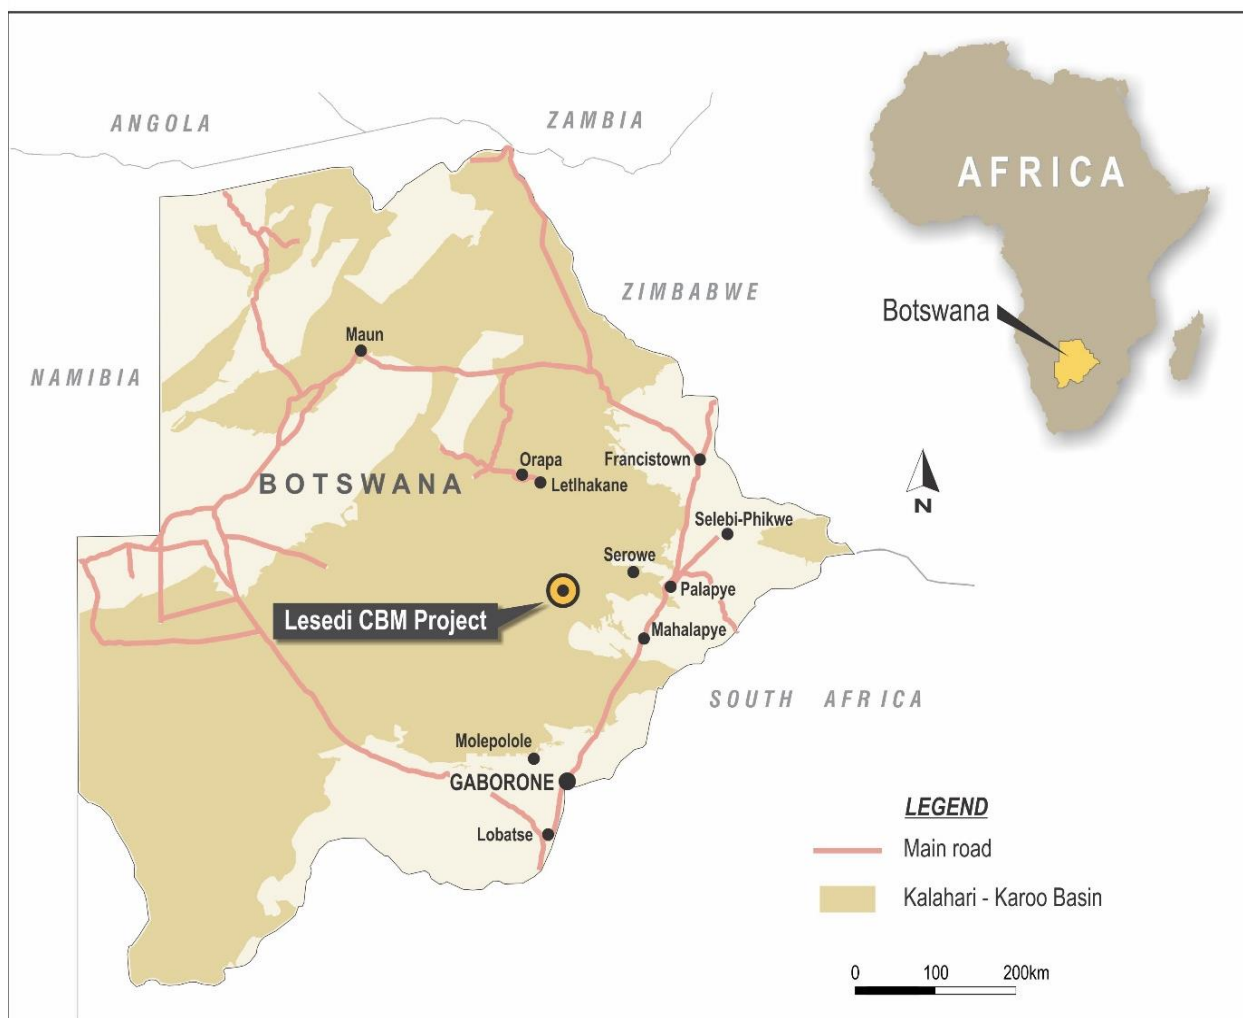 ANGOLA
ZAMBIA
AFRICA
ZIMBABWE
Botswana
Maun
NAMIBIA
Orapa
Francistown
BOTSWANA
Letlhakane
N
Selebi-Phikwe
Serowe
Palapye
Lesedi CBM Project
Mahalapye
SOUTH AFRICA
Molepolole
GABORONE
LEGEND
Lobatse
Main road
Kalahari - Karoo Basin
0 100 200km